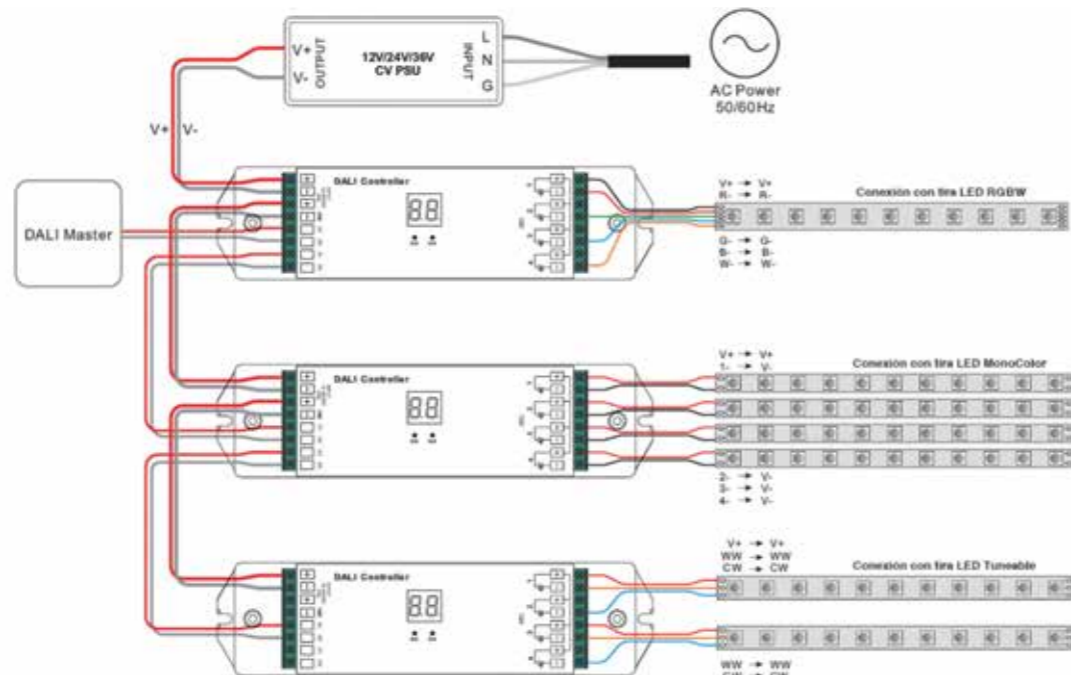 V+
V-
OUTPUT
12V/24V/36V
CV PSU
INPUT
L
N
G
AC Power
50/60Hz
V+ V-
DALI Master
DALI Controller
V+ → V+
R- → R-
Conexión con tira LED RGBW
G- → G-
B- → B-
W- → W-
DALI Controller
V+ → V+
1- → V-
Conexión con tira LED MonoColor
2- → V-
3- → V-
4- → V-
DALI Controller
V+ → V+
WW → WW
CW → CW
Conexión con tira LED Tuneable
WW → WW
CW → CW